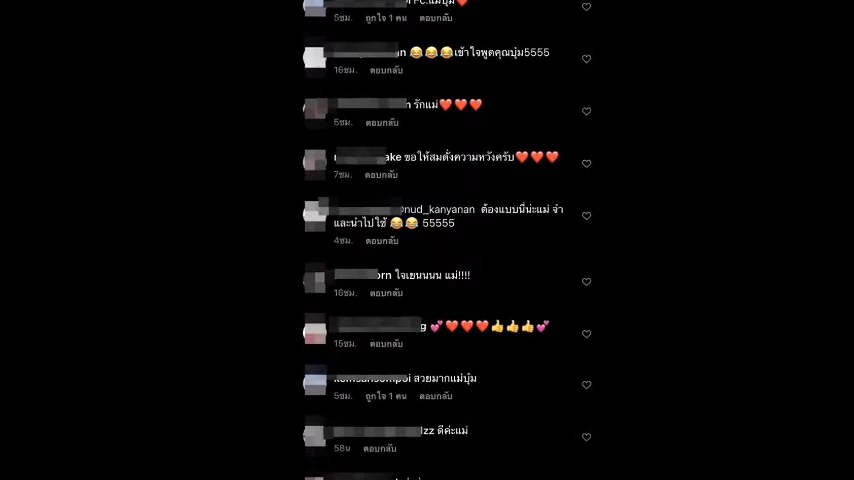 FC.แม่บุ๋ม❤️
5ชม. ถูกใจ 1 คน ตอบกลับ
😂😂😂เข้าใจพูดคุณบุ๋ม5555
16ชม. ตอบกลับ
รักแม่❤️❤️❤️
5ชม. ตอบกลับ
ake ขอให้สมดั่งความหวังครับ❤️❤️❤️
7ชม. ตอบกลับ
@nud_kanyanan ต้องแบบนี่น่ะแม่ จำ
และนำไปใช้ 😂😂 55555
4ชม. ตอบกลับ
orn ใจเยนนนน แม่!!!!
16ชม. ตอบกลับ
g 💕❤️❤️❤️👍👍👍💕
15ชม. ตอบกลับ
สวยมากแม่บุ๋ม
5ชม. ถูกใจ 1 คน ตอบกลับ
lzz ดีค่ะแม่
58น ตอบกลับ